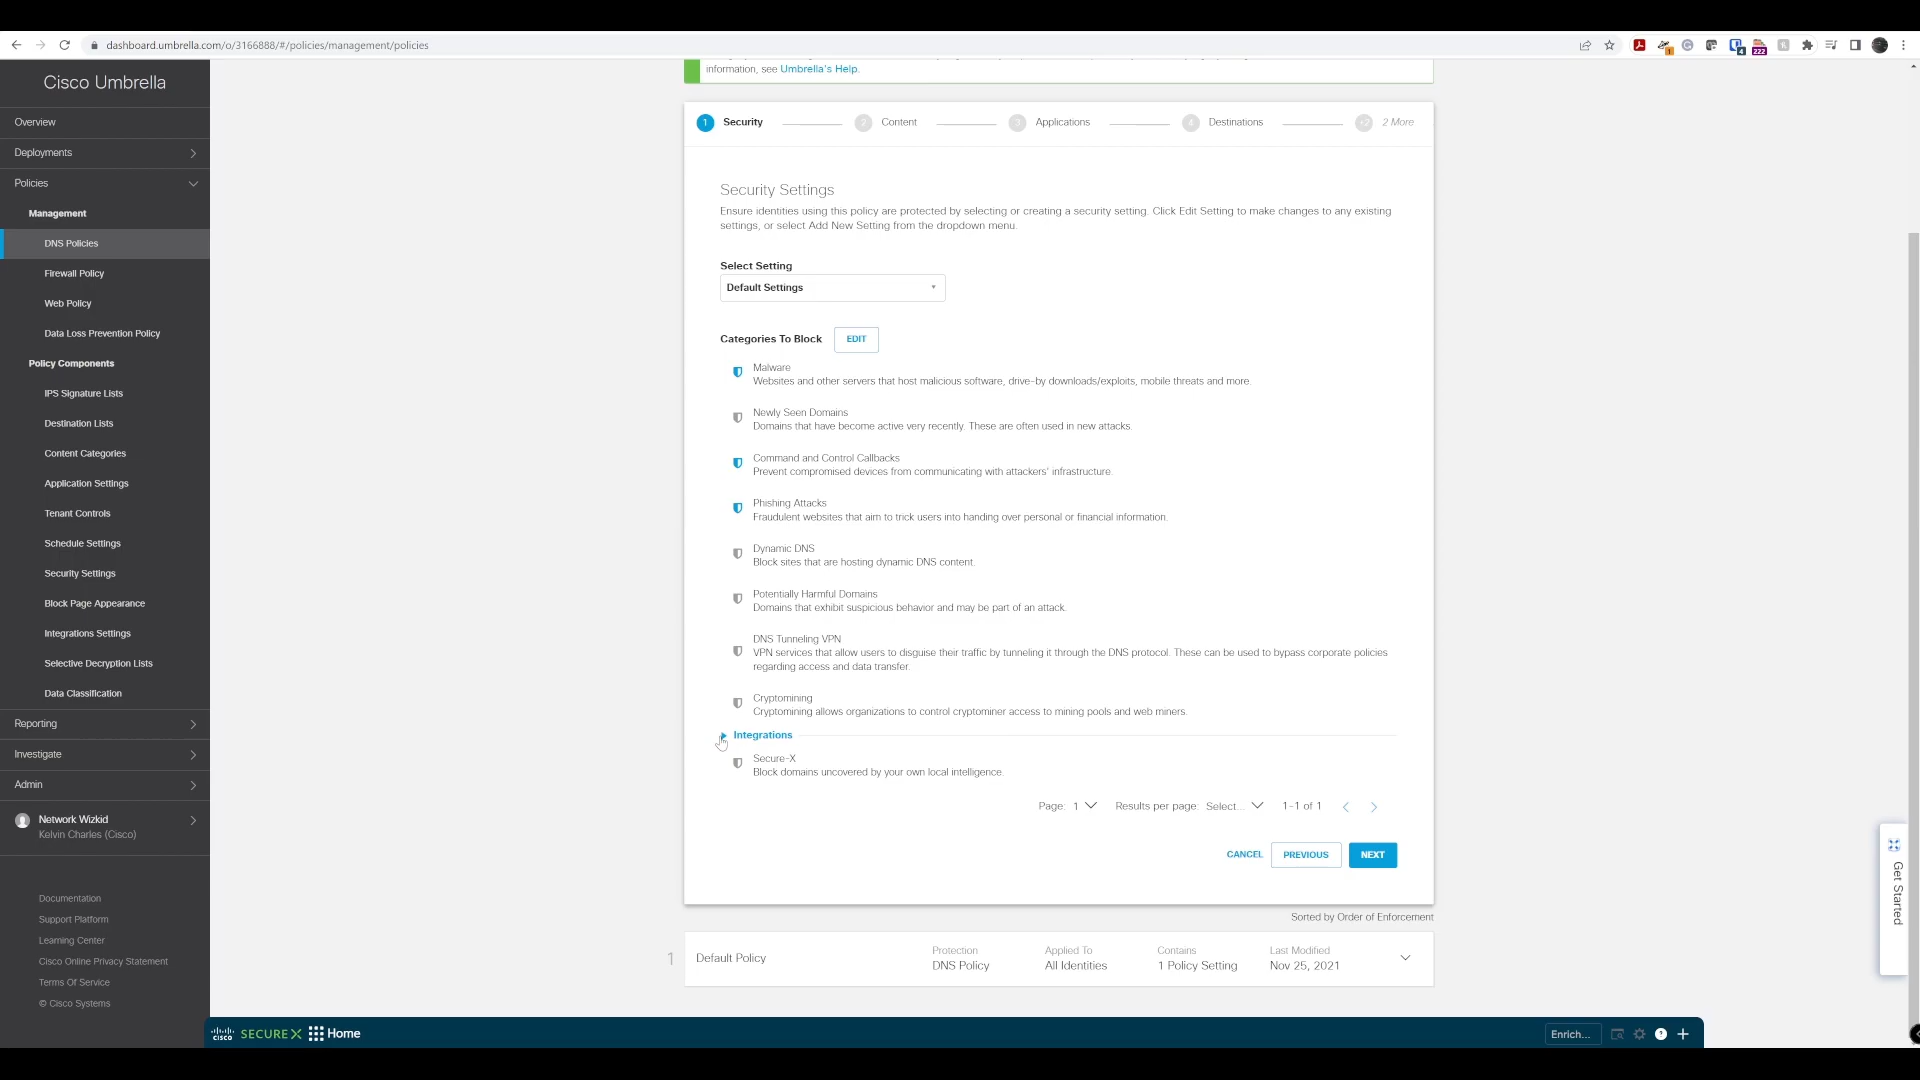 dashboard.umbrella.com/o/3166888/#/policies/management/policies
1
4
222
Cisco Umbrella
Overview
Deployments
Policies
Management
DNS Policies
Firewall Policy
Web Policy
Data Loss Prevention Policy
Policy Components
IPS Signature Lists
Destination Lists
Content Categories
Application Settings
Tenant Controls
Schedule Settings
Security Settings
Block Page Appearance
Integrations Settings
Selective Decryption Lists
Data Classification
Reporting
Investigate
Admin
Network Wizkid
Kelvin Charles (Cisco)
Documentation
Support Platform
Learning Center
Cisco Online Privacy Statement
Terms Of Service
© Cisco Systems
information, see Umbrella's Help.
1 Security
2 Content
3 Applications
4 Destinations
+2 2 More
Security Settings
Ensure identities using this policy are protected by selecting or creating a security setting. Click Edit Setting to make changes to any existing
settings, or select Add New Setting from the dropdown menu.
Select Setting
Default Settings
Categories To Block EDIT
Malware
Websites and other servers that host malicious software, drive-by downloads/exploits, mobile threats and more.
Newly Seen Domains
Domains that have become active very recently. These are often used in new attacks.
Command and Control Callbacks
Prevent compromised devices from communicating with attackers' infrastructure.
Phishing Attacks
Fraudulent websites that aim to trick users into handing over personal or financial information.
Dynamic DNS
Block sites that are hosting dynamic DNS content.
Potentially Harmful Domains
Domains that exhibit suspicious behavior and may be part of an attack.
DNS Tunneling VPN
VPN services that allow users to disguise their traffic by tunneling it through the DNS protocol. These can be used to bypass corporate policies
regarding access and data transfer.
Cryptomining
Cryptomining allows organizations to control cryptominer access to mining pools and web miners.
Integrations
Secure-X
Block domains uncovered by your own local intelligence.
Page: 1 Results per page: Select... 1-1 of 1
CANCEL PREVIOUS NEXT
Sorted by Order of Enforcement
1 Default Policy
Protection
DNS Policy
Applied To
All Identities
Contains
1 Policy Setting
Last Modified
Nov 25, 2021
Get Started
cisco SECUREX Home
Enrich... ?